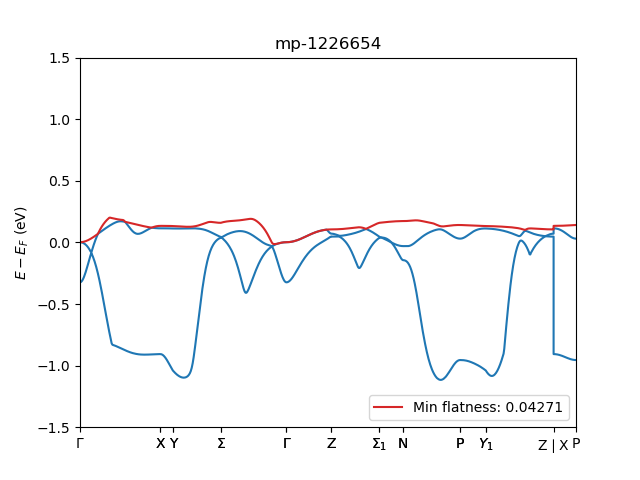 mp-1226654
E − E_F (eV)
1.5
1.0
0.5
0.0
−0.5
−1.0
−1.5
Min flatness: 0.04271
Γ X Y Σ Γ Z Σ₁ N P Y₁ Z | X P